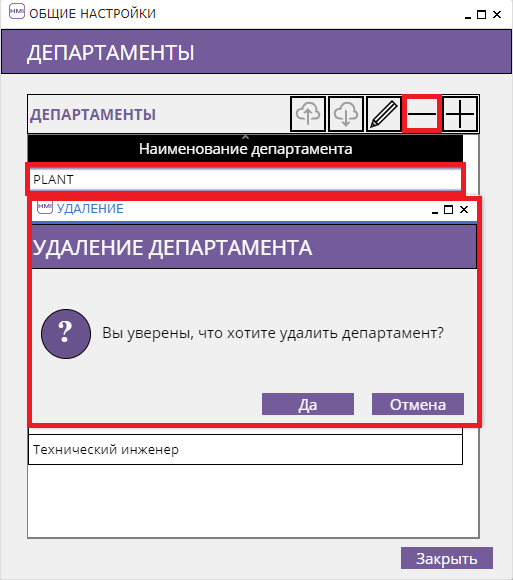 HMI ОБЩИЕ НАСТРОЙКИ
ДЕПАРТАМЕНТЫ
ДЕПАРТАМЕНТЫ
Наименование департамента
PLANT
HMI УДАЛЕНИЕ
УДАЛЕНИЕ ДЕПАРТАМЕНТА
?
Вы уверены, что хотите удалить департамент?
Да Отмена
Технический инженер
Закрыть